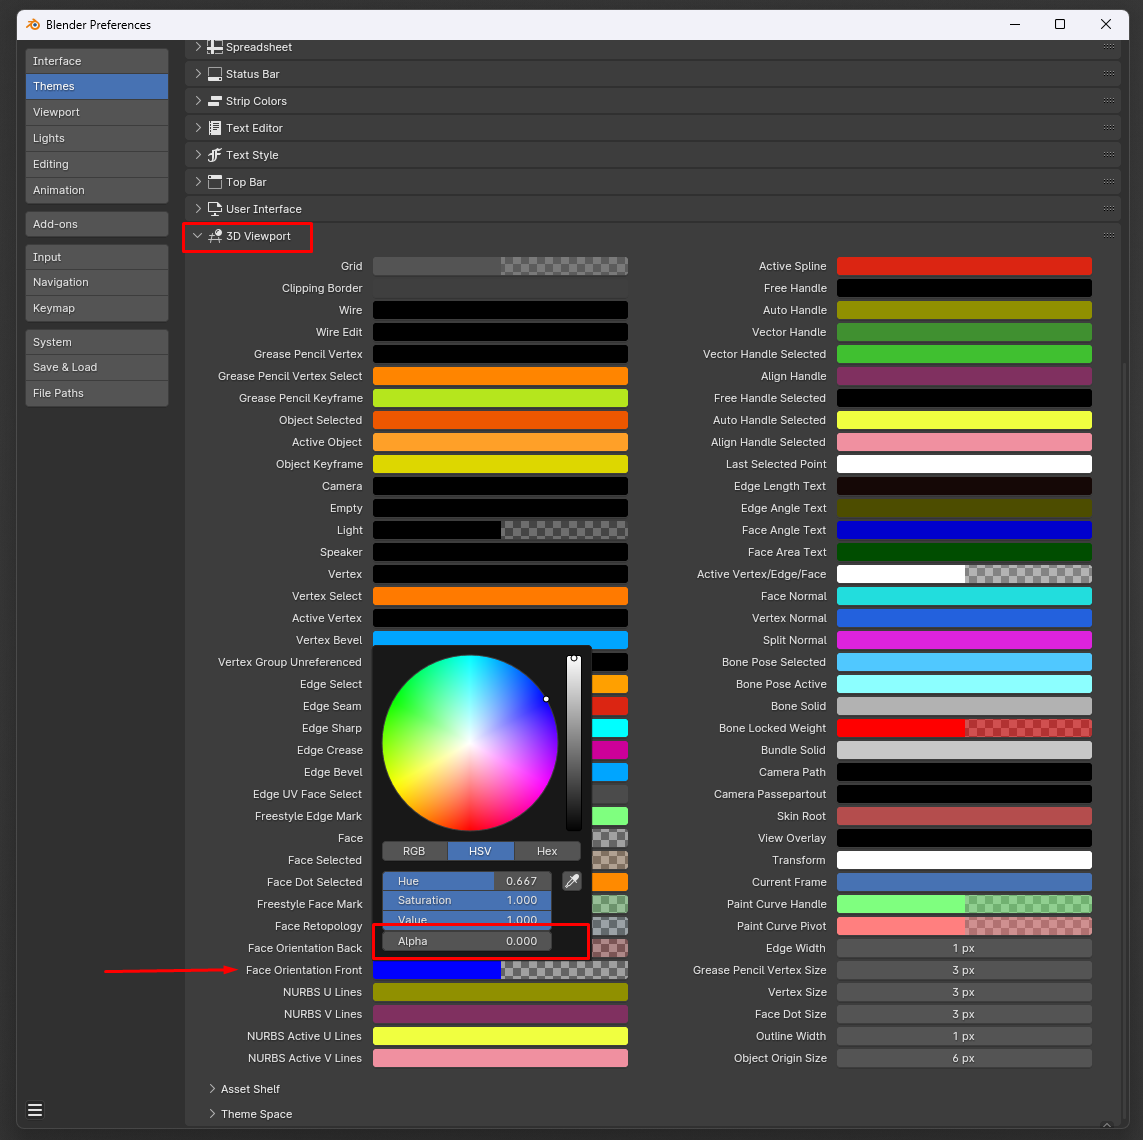 Blender Preferences
Interface
Themes
Viewport
Lights
Editing
Animation
Add-ons
Input
Navigation
Keymap
System
Save & Load
File Paths
Spreadsheet
Status Bar
Strip Colors
Text Editor
Text Style
Top Bar
User Interface
3D Viewport
Grid
Clipping Border
Wire
Wire Edit
Grease Pencil Vertex
Grease Pencil Vertex Select
Grease Pencil Keyframe
Object Selected
Active Object
Object Keyframe
Camera
Empty
Light
Speaker
Vertex
Vertex Select
Active Vertex
Vertex Bevel
Vertex Group Unreferenced
Edge Select
Edge Seam
Edge Sharp
Edge Crease
Edge Bevel
Edge UV Face Select
Freestyle Edge Mark
Face
Face Selected
Face Dot Selected
Freestyle Face Mark
Face Retopology
Face Orientation Back
Face Orientation Front
NURBS U Lines
NURBS V Lines
NURBS Active U Lines
NURBS Active V Lines
RGB HSV Hex
Hue 0.667
Saturation 1.000
Value 1.000
Alpha 0.000
Active Spline
Free Handle
Auto Handle
Vector Handle
Vector Handle Selected
Align Handle
Free Handle Selected
Auto Handle Selected
Align Handle Selected
Last Selected Point
Edge Length Text
Edge Angle Text
Face Angle Text
Face Area Text
Active Vertex/Edge/Face
Face Normal
Vertex Normal
Split Normal
Bone Pose Selected
Bone Pose Active
Bone Solid
Bone Locked Weight
Bundle Solid
Camera Path
Camera Passepartout
Skin Root
View Overlay
Transform
Current Frame
Paint Curve Handle
Paint Curve Pivot
Edge Width 1 px
Grease Pencil Vertex Size 3 px
Vertex Size 3 px
Face Dot Size 3 px
Outline Width 1 px
Object Origin Size 6 px
Asset Shelf
Theme Space